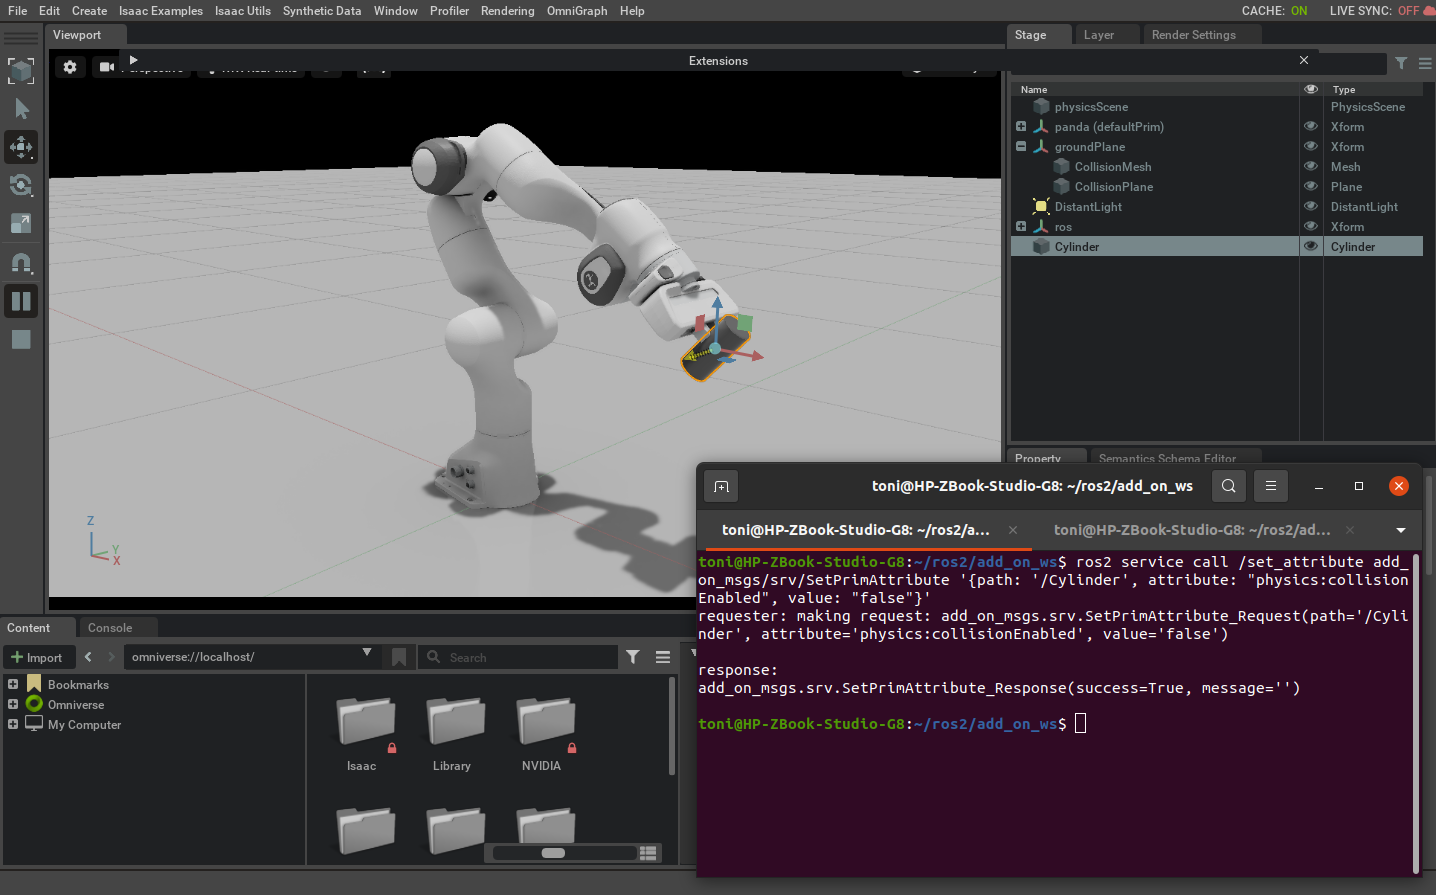 File Edit Create Isaac Examples Isaac Utils Synthetic Data Window Profiler Rendering OmniGraph Help CACHE: ON LIVE SYNC: OFF
Viewport
Stage Layer Render Settings
Extensions
Name Type
physicsScene PhysicsScene
panda (defaultPrim) Xform
groundPlane Xform
CollisionMesh Mesh
CollisionPlane Plane
DistantLight DistantLight
ros Xform
Cylinder Cylinder
Property Semantics Schema Editor
Z
Y
X
toni@HP-ZBook-Studio-G8: ~/ros2/add_on_ws
toni@HP-ZBook-Studio-G8: ~/ros2/a... toni@HP-ZBook-Studio-G8: ~/ros2/ad...
toni@HP-ZBook-Studio-G8:~/ros2/add_on_ws$ ros2 service call /set_attribute add_
on_msgs/srv/SetPrimAttribute '{path: '/Cylinder', attribute: "physics:collision
Enabled", value: "false"}'
requester: making request: add_on_msgs.srv.SetPrimAttribute_Request(path='/Cyli
nder', attribute='physics:collisionEnabled', value='false')
response:
add_on_msgs.srv.SetPrimAttribute_Response(success=True, message='')
toni@HP-ZBook-Studio-G8:~/ros2/add_on_ws$
Content Console
Import omniverse://localhost/ Search
Bookmarks
Omniverse
My Computer
Isaac Library NVIDIA